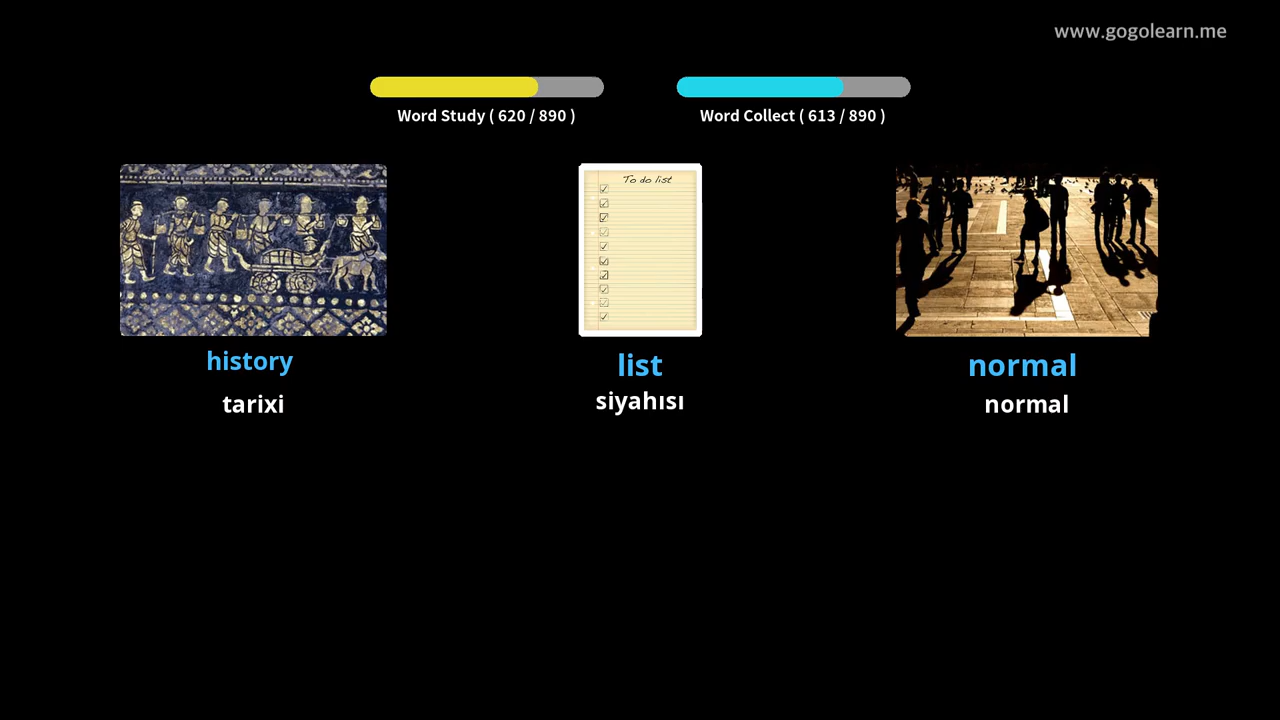 www.gogolearn.me
Word Study ( 620 / 890 )
Word Collect ( 613 / 890 )
To do list
history
list
normal
tarixi
siyahısı
normal